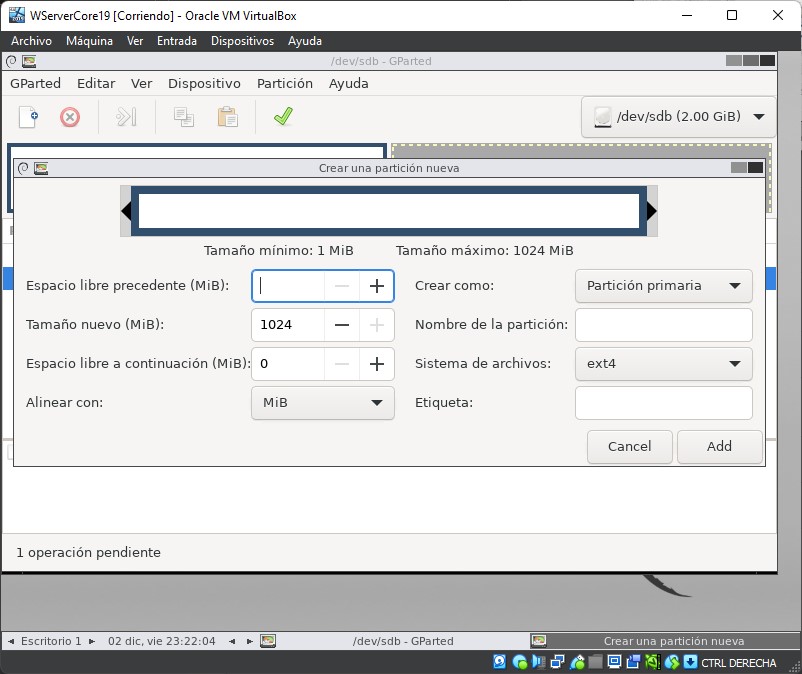 WServerCore19 [Corriendo] - Oracle VM VirtualBox
Archivo Máquina Ver Entrada Dispositivos Ayuda
/dev/sdb - GParted
GParted Editar Ver Dispositivo Partición Ayuda
/dev/sdb (2.00 GiB)
Crear una partición nueva
Tamaño mínimo: 1 MiB Tamaño máximo: 1024 MiB
Espacio libre precedente (MiB): Crear como: Partición primaria
Tamaño nuevo (MiB): 1024 Nombre de la partición:
Espacio libre a continuación (MiB): 0 Sistema de archivos: ext4
Alinear con: MiB Etiqueta:
Cancel Add
1 operación pendiente
Escritorio 1 02 dic, vie 23:22:04 /dev/sdb - GParted Crear una partición nueva
CTRL DERECHA